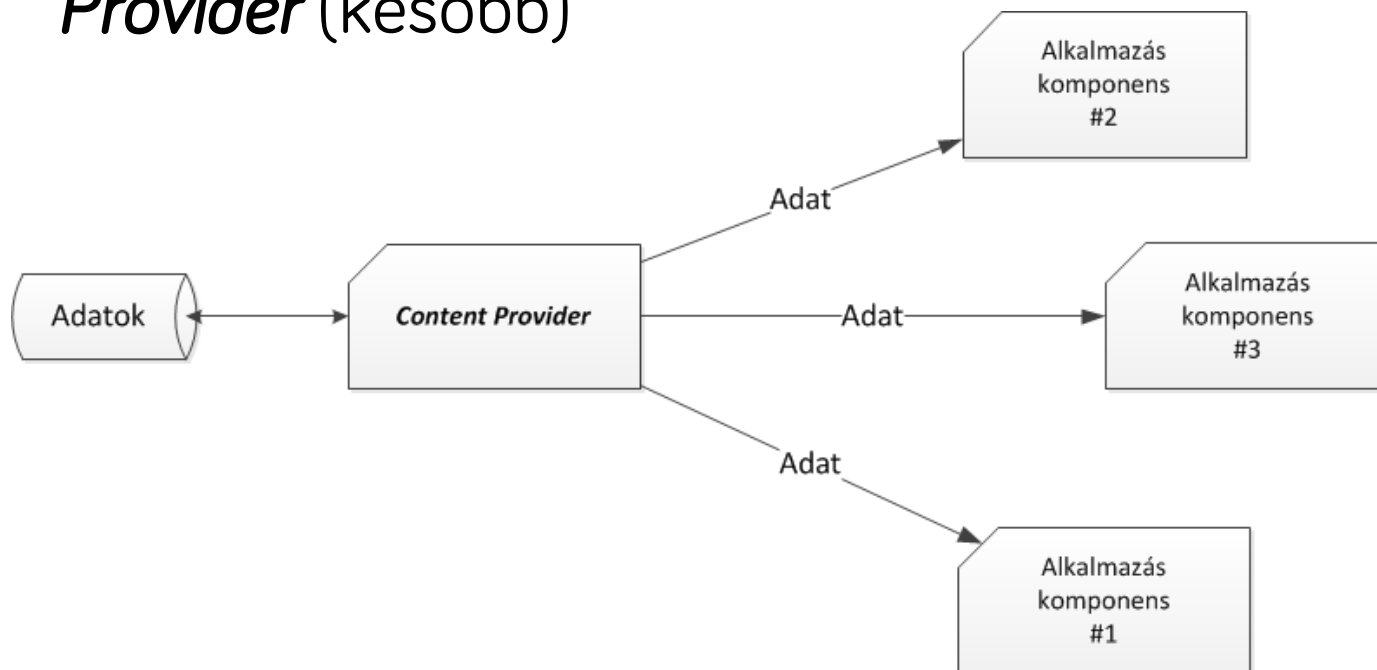 Provider (később)
Alkalmazás
komponens
#2
Adat
Adatok
Content Provider
Adat
Alkalmazás
komponens
#3
Adat
Alkalmazás
komponens
#1